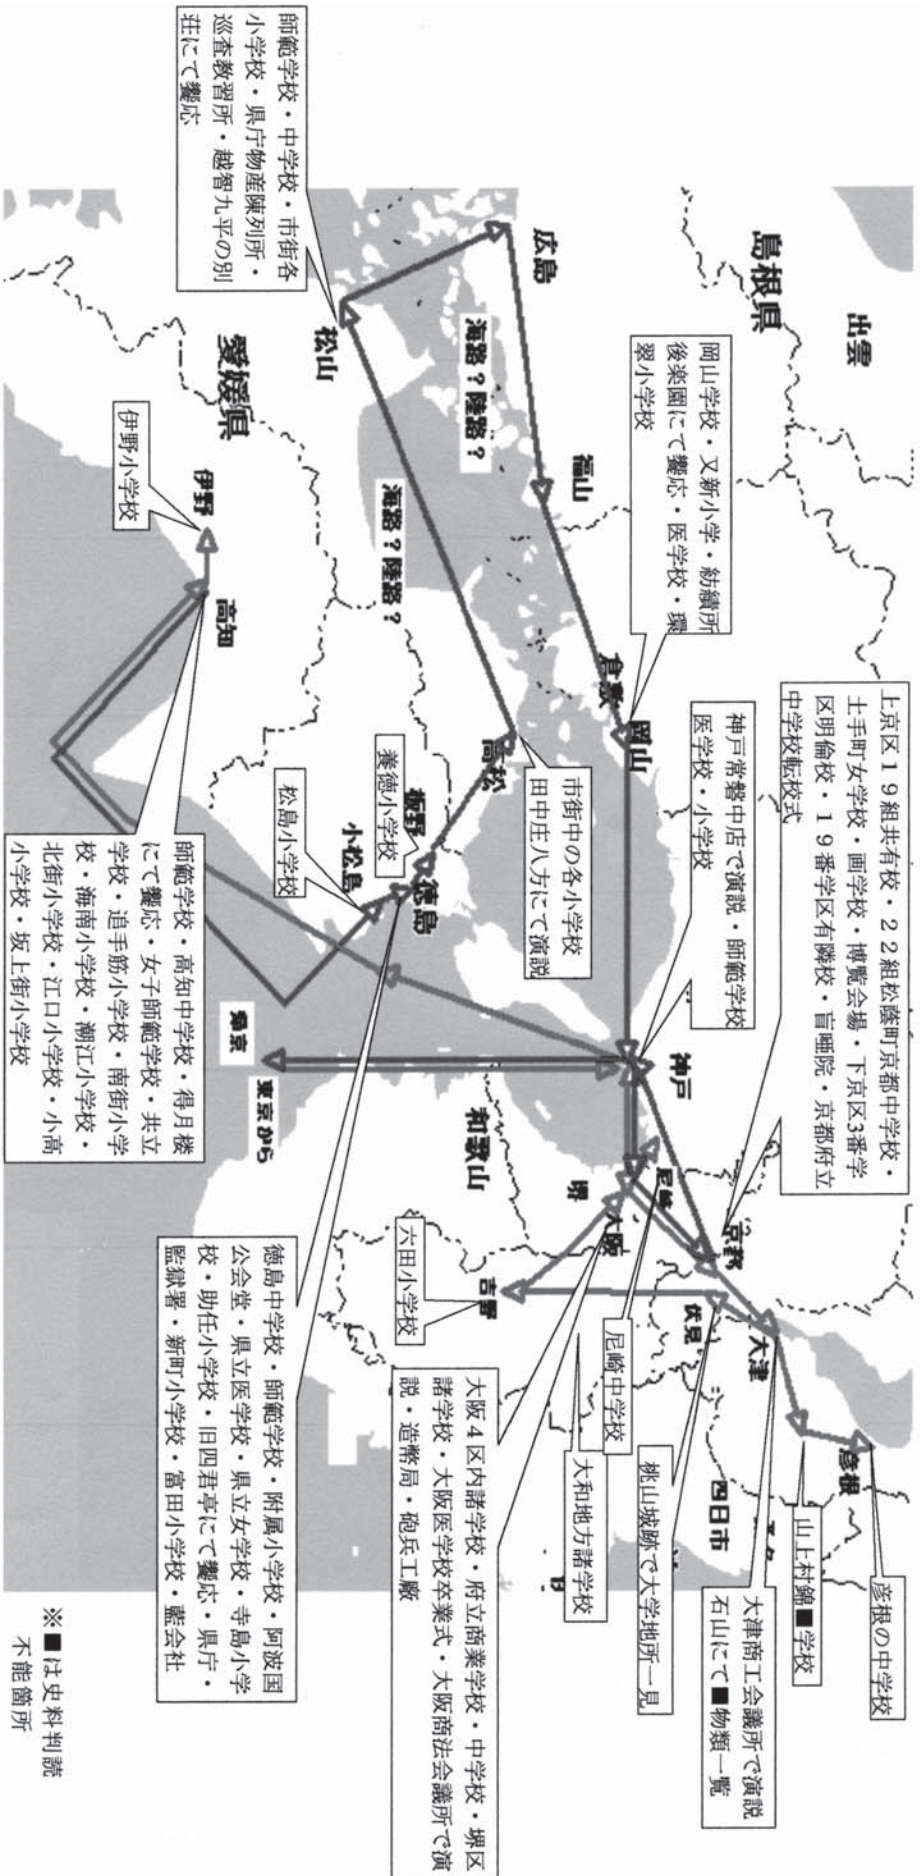 出雲
島根県
広島
福山
倉敷
岡山
海路?陸路?
松山
愛媛県
海路?陸路?
伊野
高知
高松
板野
徳島
小松島
帰京
東京から
神戸
和歌山
尼崎
堺
大阪
京都
伏見
吉野
大津
彦根
四日市
師範学校・中学校・市街各
小学校・県庁物産陳列所・
巡査教習所・越智九平の別
荘にて饗応
岡山学校・又新小学・紡績所
後楽園にて饗応・医学校・環
翠小学校
伊野小学校
上京区19組共有校・22組松蔭町京都中学校・
土手町女学校・画学校・博覧会場・下京区3番学
区明倫校・19番学区有隣校・盲唖院・京都府立
中学校転校式
神戸常磐中店で演説・師範学校
医学校・小学校
市街中の各小学校
田中庄八方にて演説
養徳小学校
松島小学校
師範学校・高知中学校・得月楼
にて饗応・女子師範学校・共立
学校・追手筋小学校・南街小学
校・海南小学校・潮江小学校・
北街小学校・江口小学校・小高
小学校・坂上街小学校
徳島中学校・師範学校・附属小学校・阿波国
公会堂・県立医学校・県立女学校・寺島小学
校・助任小学校・旧四君亭にて饗応・県庁・
監獄署・新町小学校・富田小学校・藍会社
六田小学校
尼崎中学校
大和地方諸学校
大阪4区内諸学校・府立商業学校・中学校・堺区
諸学校・大阪医学校卒業式・大阪商法会議所で演
説・造幣局・砲兵工廠
桃山城跡で大学地所一見
大津商工会議所で演説
石山にて■物類一覧
山上村錦■学校
彦根の中学校
※■は史料判読
不能箇所